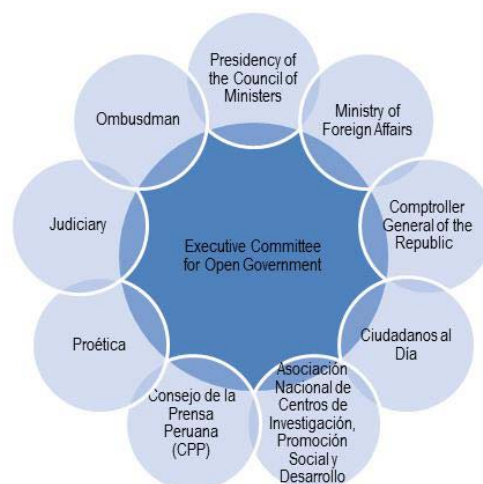 Presidency of
the Council of
Ministers
Ministry of
Foreign Affairs
Comptroller
General of the
Republic
Ciudadanos al
Día
Asociación
Nacional de
Centros de
Investigación,
Promoción
Social y
Desarrollo
Consejo de la
Prensa
Peruana
(CPP)
Proética
Judiciary
Ombusdman
Executive Committee
for Open Government